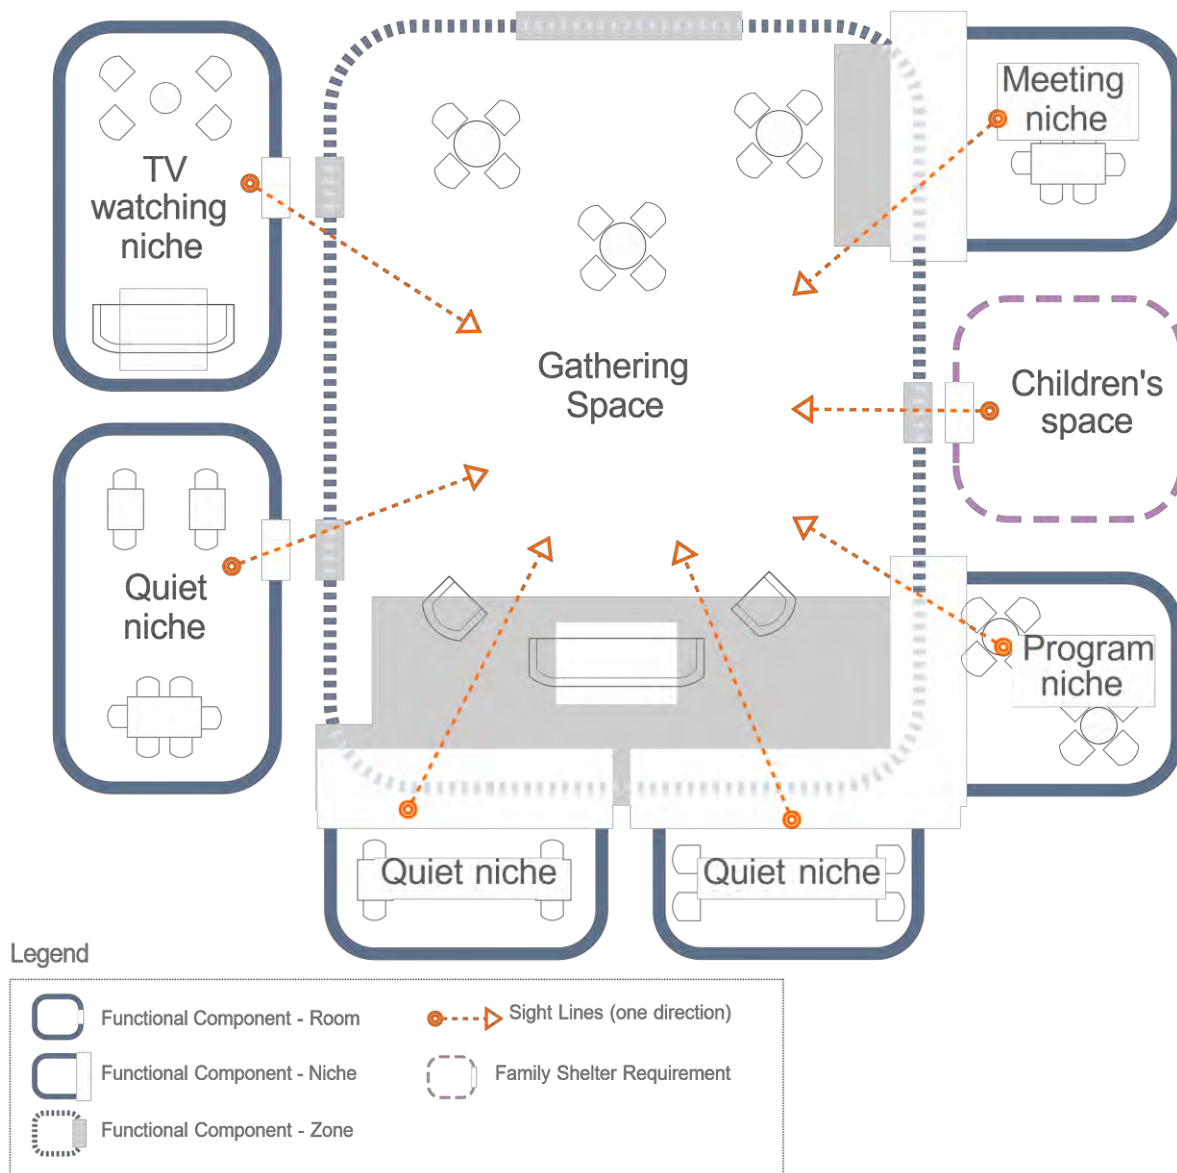 Meeting
niche
TV
watching
niche
Gathering
Space
Children's
space
Quiet
niche
Program
niche
Quiet niche
Quiet niche
Legend
Functional Component - Room
Sight Lines (one direction)
Functional Component - Niche
Family Shelter Requirement
Functional Component - Zone